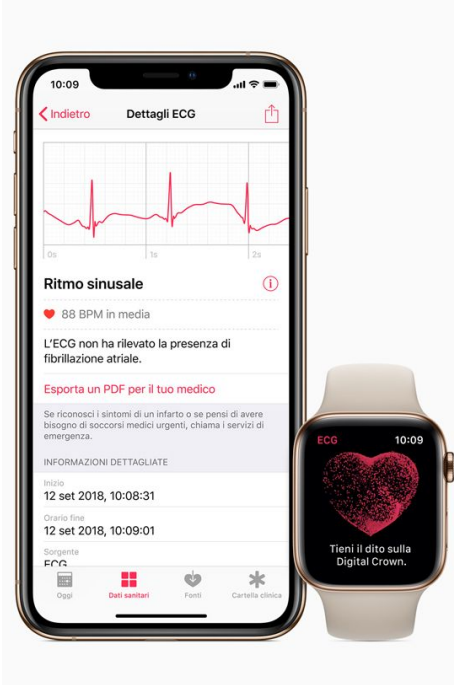 10:09
Indietro
Dettagli ECG
0s
1s
2s
Ritmo sinusale
88 BPM in media
L'ECG non ha rilevato la presenza di
fibrillazione atriale.
Esporta un PDF per il tuo medico
Se riconosci i sintomi di un infarto o se pensi di avere
bisogno di soccorsi medici urgenti, chiama i servizi di
emergenza.
INFORMAZIONI DETTAGLIATE
Inizio
12 set 2018, 10:08:31
Orario fine
12 set 2018, 10:09:01
Sorgente
ECG
Oggi
Dati sanitari
Fonti
Cartella clinica
ECG
10:09
Tieni il dito sulla
Digital Crown.